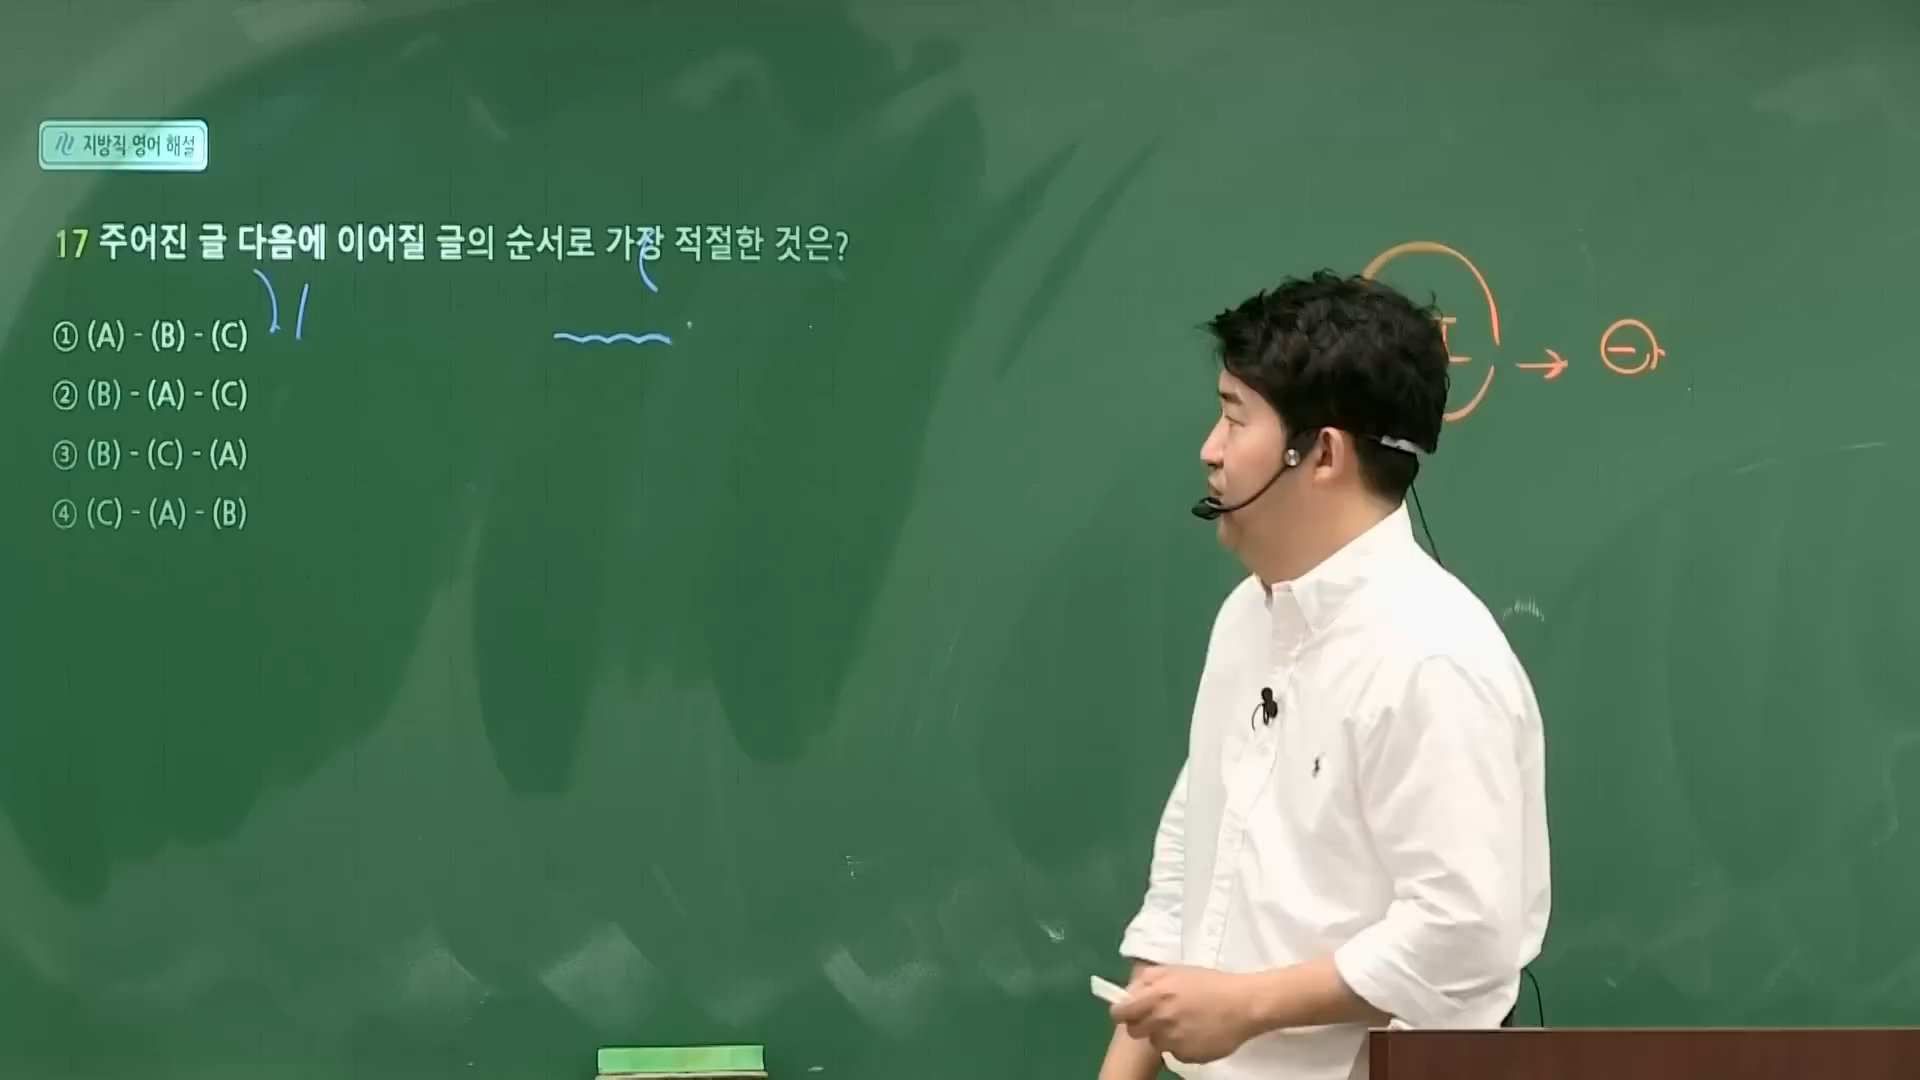 지방직 영어 해설
17 주어진 글 다음에 이어질 글의 순서로 가장 적절한 것은?
① (A) - (B) - (C)
② (B) - (A) - (C)
③ (B) - (C) - (A)
④ (C) - (A) - (B)